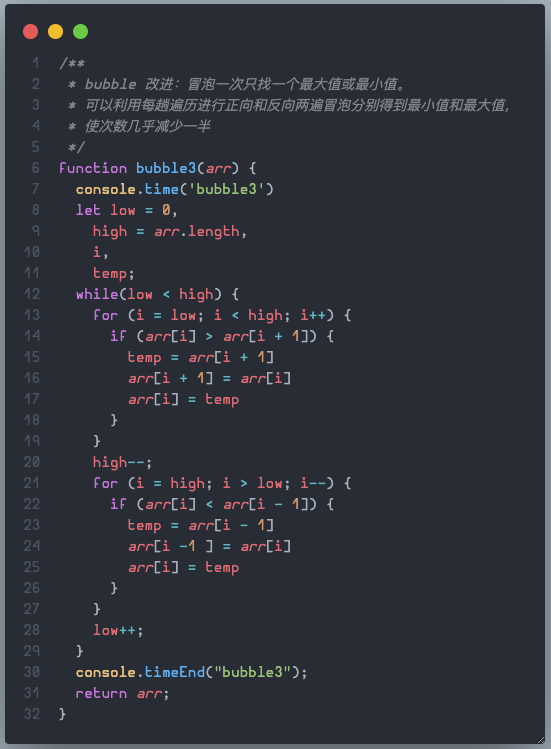 1 /**
2  * bubble 改进：冒泡一次只找一个最大值或最小值。
3  * 可以利用每趟遍历进行正向和反向两遍冒泡分别得到最小值和最大值，
4  * 使次数几乎减少一半
5  */
6 function bubble3(arr) {
7   console.time('bubble3')
8   let low = 0,
9     high = arr.length,
10     i,
11     temp;
12   while(low < high) {
13     for (i = low; i < high; i++) {
14       if (arr[i] > arr[i + 1]) {
15         temp = arr[i + 1]
16         arr[i + 1] = arr[i]
17         arr[i] = temp
18       }
19     }
20     high--;
21     for (i = high; i > low; i--) {
22       if (arr[i] < arr[i - 1]) {
23         temp = arr[i - 1]
24         arr[i -1 ] = arr[i]
25         arr[i] = temp
26       }
27     }
28     low++;
29   }
30   console.timeEnd("bubble3");
31   return arr;
32 }